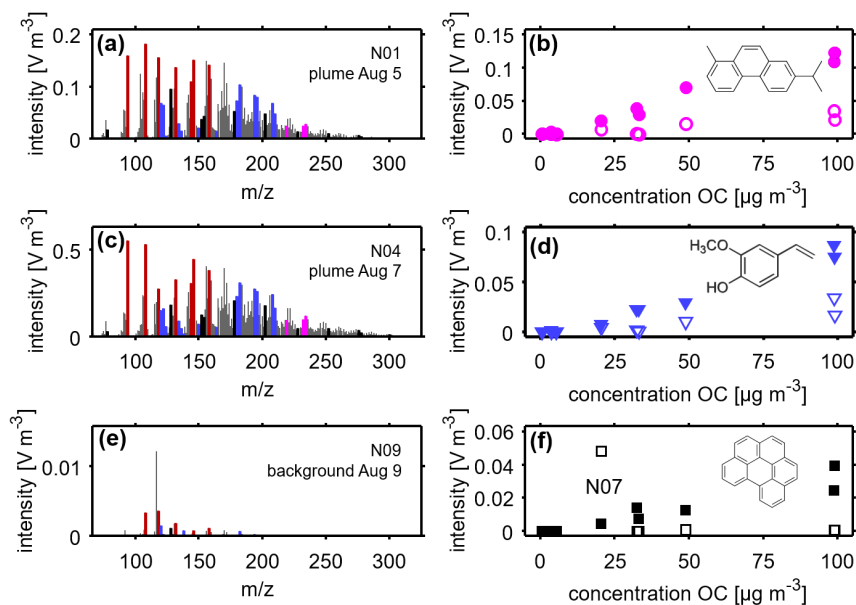 (a)
N01
plume Aug 5
intensity [V m⁻³]
0.2
0.1
0
100 150 200 250 300
m/z
(b)
intensity [V m⁻³]
0.15
0.1
0.05
0
0 25 50 75 100
concentration OC [µg m⁻³]
(c)
N04
plume Aug 7
intensity [V m⁻³]
0.5
0
100 150 200 250 300
m/z
(d)
H₃CO
HO
intensity [V m⁻³]
0.1
0.05
0
0 25 50 75 100
concentration OC [µg m⁻³]
(e)
N09
background Aug 9
intensity [V m⁻³]
0.01
0
100 150 200 250 300
m/z
(f)
N07
intensity [V m⁻³]
0.06
0.04
0.02
0
0 25 50 75 100
concentration OC [µg m⁻³]